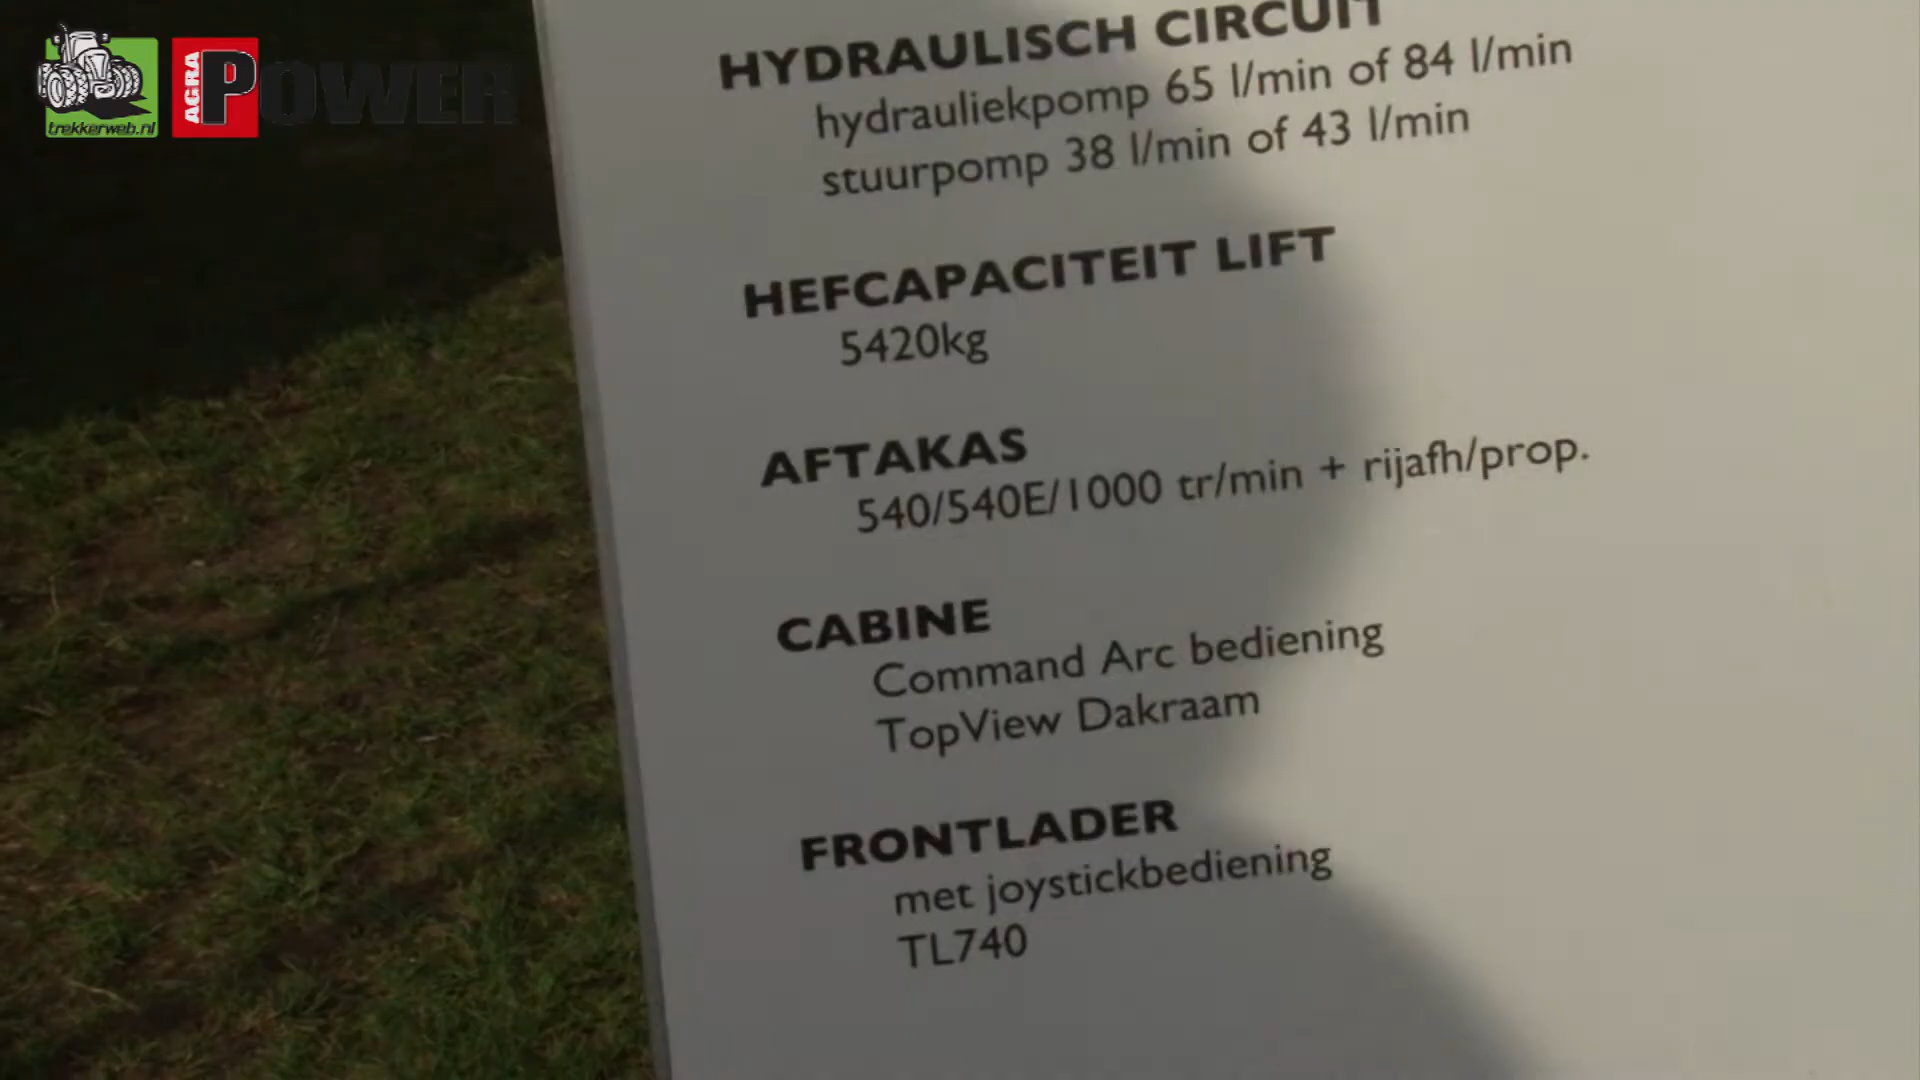 trekkerweb.nl
AGRA POWER
HYDRAULISCH CIRCUIT
hydrauliekpomp 65 l/min of 84 l/min
stuurpomp 38 l/min of 43 l/min
HEFCAPACITEIT LIFT
5420kg
AFTAKAS
540/540E/1000 tr/min + rijafh/prop.
CABINE
Command Arc bediening
TopView Dakraam
FRONTLADER
met joystickbediening
TL740